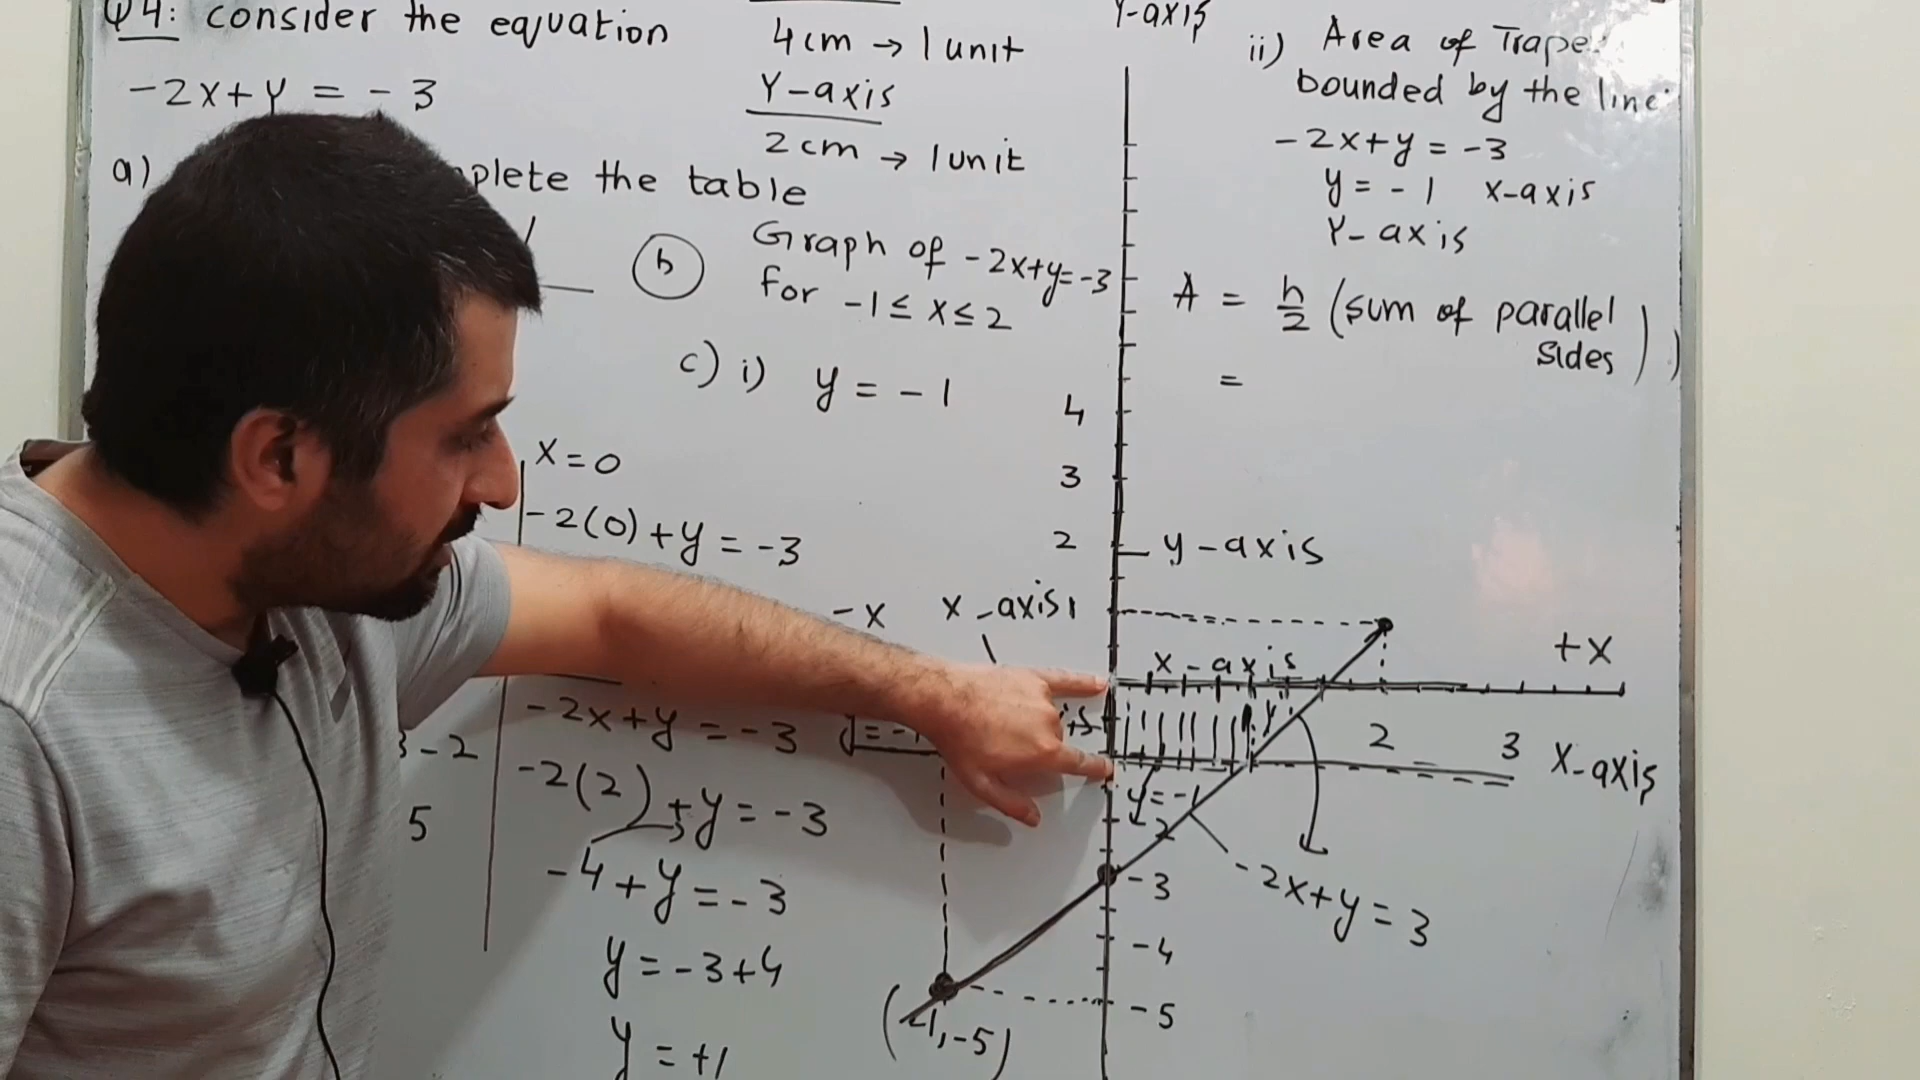 Q4: consider the equation
-2x+y = -3
a) plete the table
4cm → 1 unit
Y-axis
2cm → 1 unit
b Graph of -2x+y=-3
for -1 ≤ x ≤ 2
c) i) y = -1
x=0
-2(0)+y = -3
-2x+y = -3
-2(2)+y = -3
-4+y = -3
y = -3+4
y = +1
3-2
5
Y-axis
4
3
2
y-axis
-x
x-axis
1
+x
x-axis
2
3
X-axis
y=-1
2
-3
-4
-5
-2x+y=3
(-1,-5)
ii) Area of
bounded by the line
-2x+y = -3
y = -1 x-axis
Y-axis
A = h/2 (sum of parallel
sides))
=